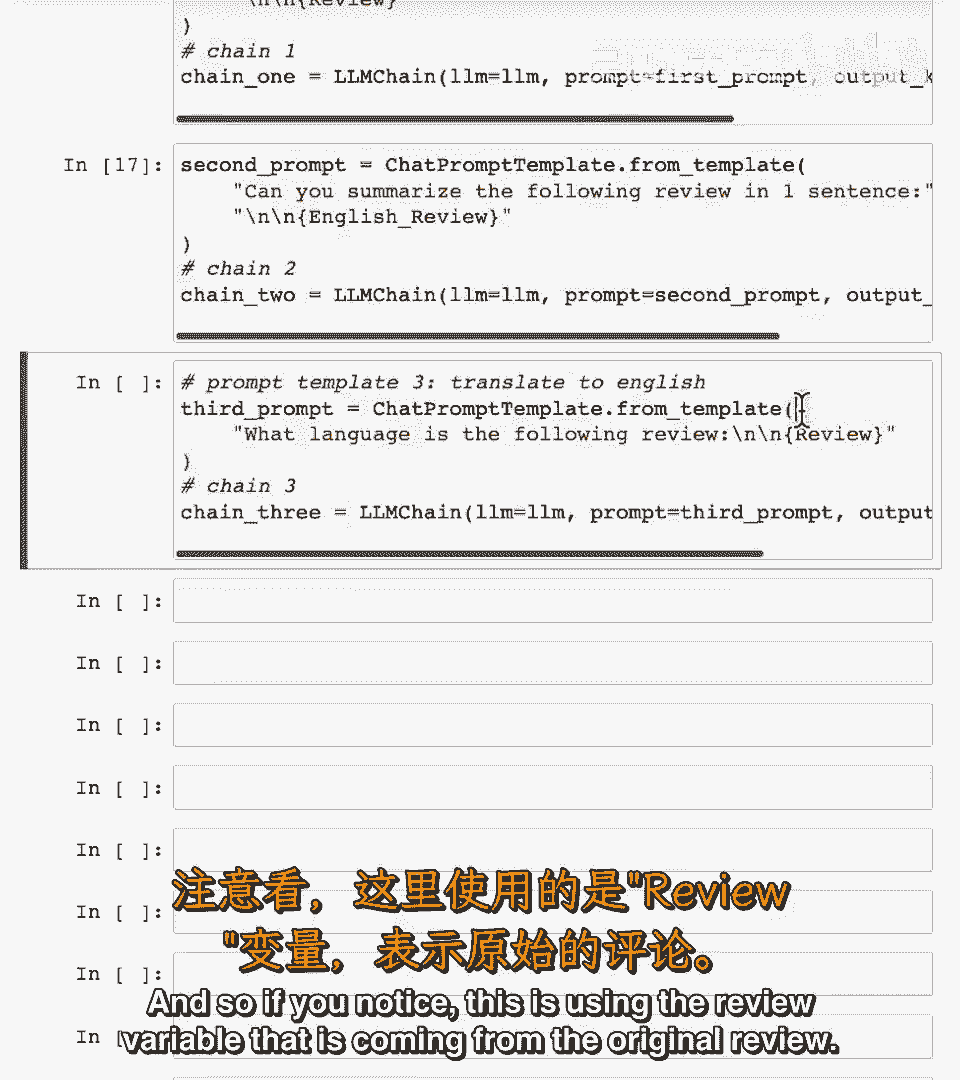 \n\n{Review}"
)
# chain 1
chain_one = LLMChain(llm=llm, prompt=first_prompt, output_k
In [17]: second_prompt = ChatPromptTemplate.from_template(
"Can you summarize the following review in 1 sentence:"
"\n\n{English_Review}"
)
# chain 2
chain_two = LLMChain(llm=llm, prompt=second_prompt, output_
In [ ]: # prompt template 3: translate to english
third_prompt = ChatPromptTemplate.from_template(
"What language is the following review:\n\n{Review}"
)
# chain 3
chain_three = LLMChain(llm=llm, prompt=third_prompt, output
In [ ]:
In [ ]:
In [ ]:
In [ ]:
In [ ]:
In [ ]:
In [ ]:
In [ ]:
注意看，这里使用的是"Review
"变量，表示原始的评论。
And so if you notice, this is using the review
variable that is coming from the original review.